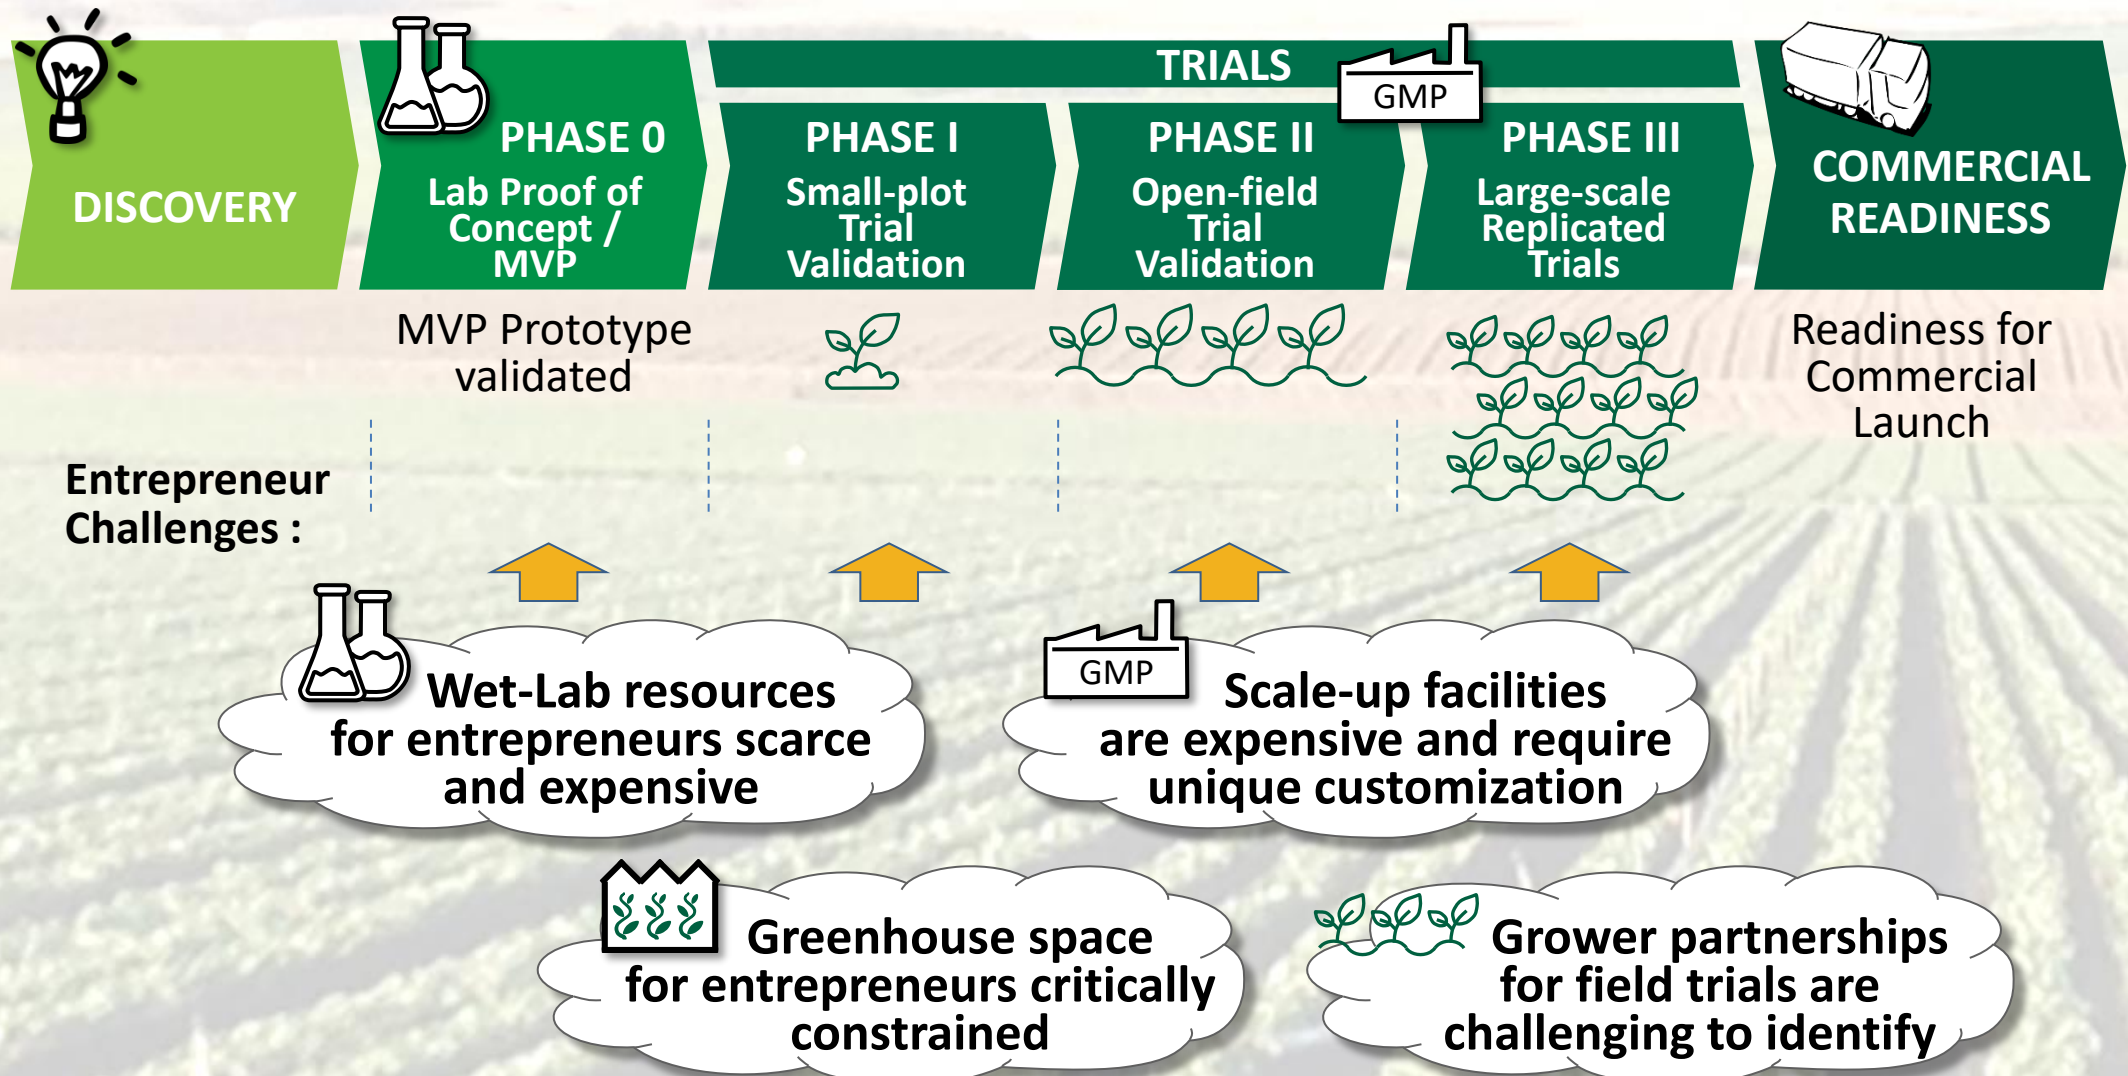 DISCOVERY
PHASE 0
Lab Proof of
Concept /
MVP
TRIALS
GMP
PHASE I
Small-plot
Trial
Validation
PHASE II
Open-field
Trial
Validation
PHASE III
Large-scale
Replicated
Trials
COMMERCIAL
READINESS
MVP Prototype
validated
Readiness for
Commercial
Launch
Entrepreneur
Challenges :
Wet-Lab resources
for entrepreneurs scarce
and expensive
GMP
Scale-up facilities
are expensive and require
unique customization
Greenhouse space
for entrepreneurs critically
constrained
Grower partnerships
for field trials are
challenging to identify